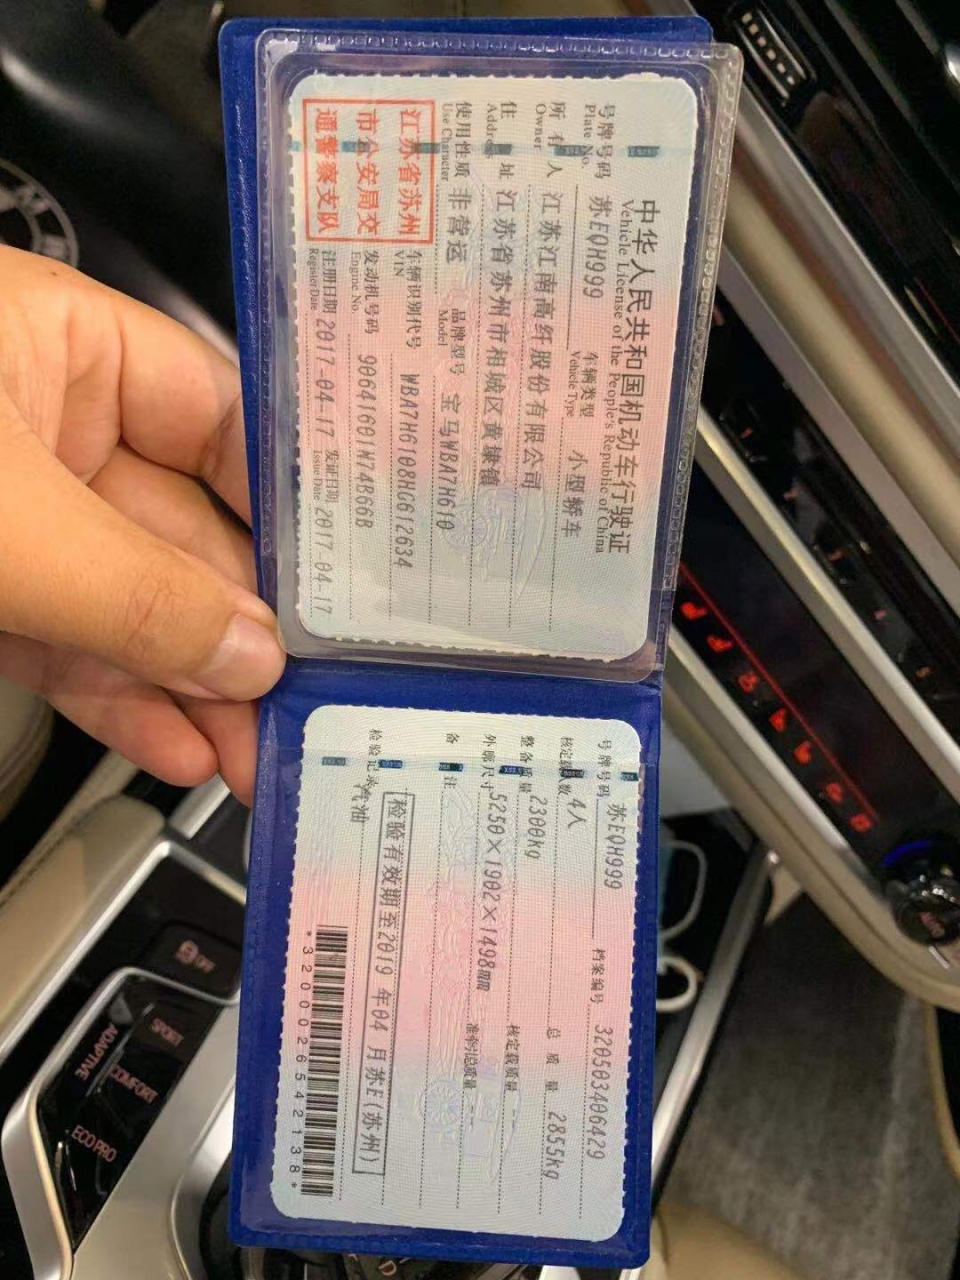 中华人民共和国机动车行驶证
Vehicle License of the People's Republic of China
号牌号码 苏EQH999 车辆类型 小型轿车
Plate No. Vehicle Type
所有人 江苏江南高纤股份有限公司
Owner
住址 江苏省苏州市相城区黄埭镇
Address
使用性质 非营运 品牌型号 宝马WBA7H610
Use Character Model
江苏省苏州
市公安局交
通警察支队
车辆识别代号 WBA7H6108HG612634
VIN
发动机号码 90641601M74B66B
Engine No.
注册日期 2017-04-17 发证日期 2017-04-17
Register Date Issue Date
号牌号码 苏EQH999 档案编号 320503406429
核定载人数 4人 总质量 2855kg
整备质量 2300kg 核定载质量 --
外廓尺寸 5250×1902×1498mm 准牵引总质量 --
备注
检验有效期至2019年04月苏E(苏州)
检验记录 汽油
*3200026542138*
OFF
SPORT
COMFORT
ECO PRO
ADAPTIVE